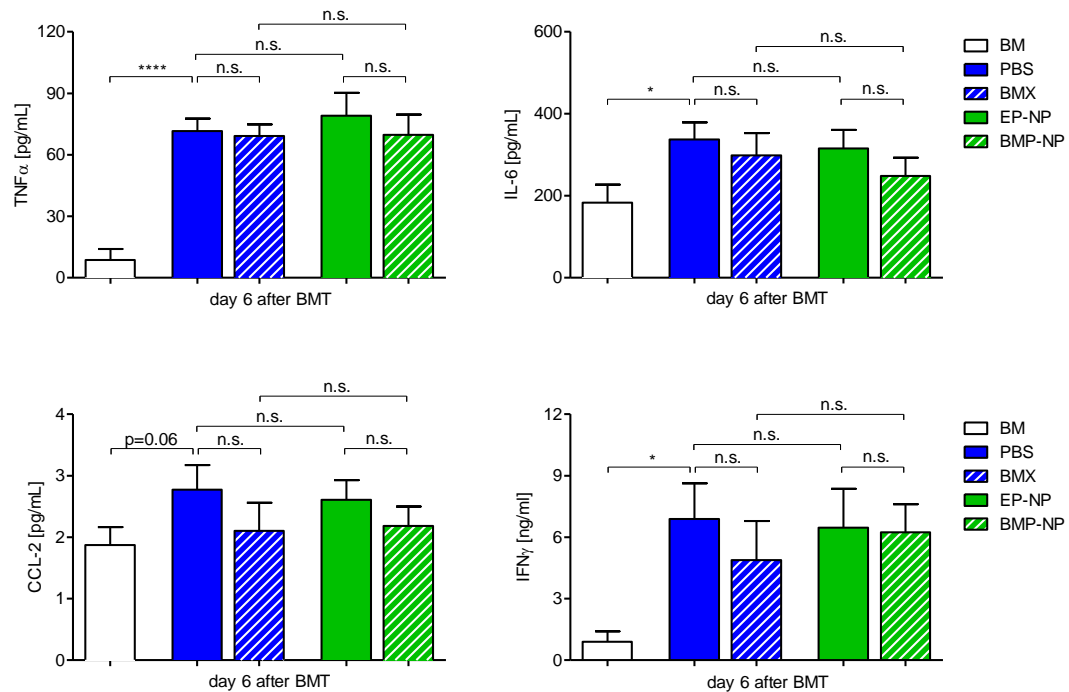 n.s.
n.s.
**** n.s. n.s.
120
90
60
30
0
TNFα [pg/mL]
day 6 after BMT
n.s.
n.s.
* n.s. n.s.
600
400
200
0
IL-6 [pg/mL]
day 6 after BMT
BM
PBS
BMX
EP-NP
BMP-NP
n.s.
n.s.
p=0.06 n.s. n.s.
4
3
2
1
0
CCL-2 [pg/mL]
day 6 after BMT
n.s.
n.s.
* n.s. n.s.
12
9
6
3
0
IFNγ [ng/ml]
day 6 after BMT
BM
PBS
BMX
EP-NP
BMP-NP